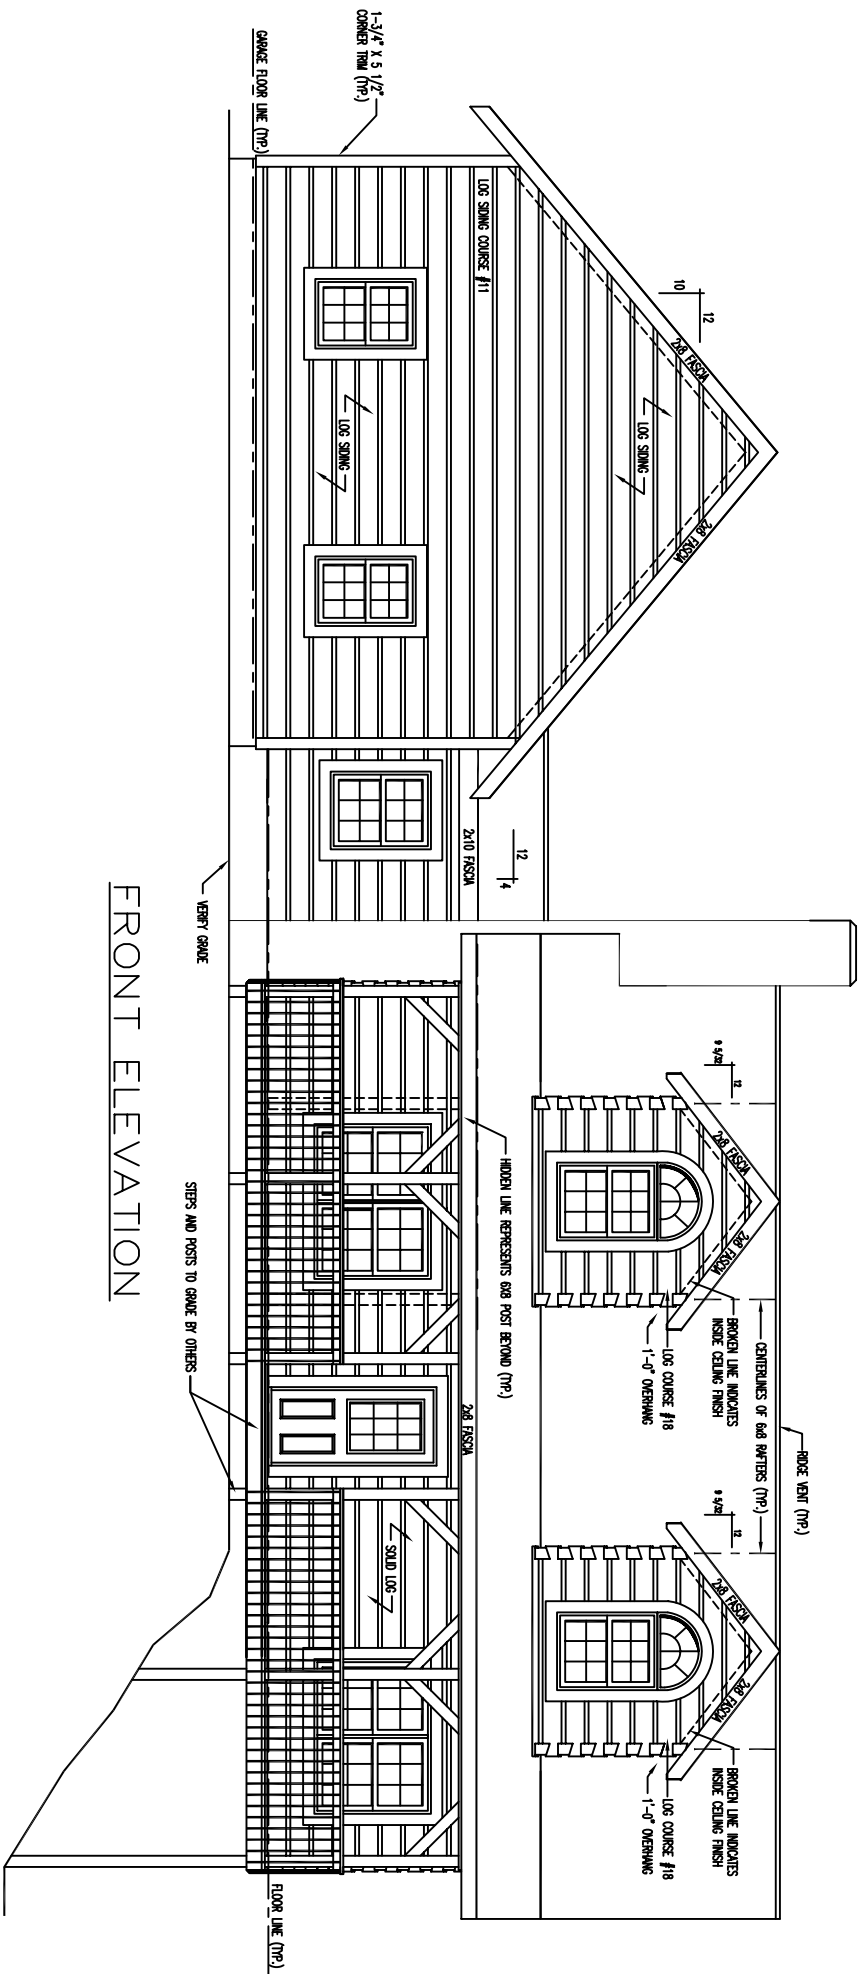 1-3/4" X 5 1/2"
CORNER TRIM (TYP.)
GARAGE FLOOR LINE (TYP.)
LOG SIDING COURSE #11
10
12
2x8 FASCIA
2x8 FASCIA
LOG SIDING
LOG SIDING
2x10 FASCIA
12
4
VERIFY GRADE
9 5/32
12
2x8 FASCIA
2x8 FASCIA
BROKEN LINE INDICATES
INSIDE CEILING FINISH
LOG COURSE #18
1'-0" OVERHANG
CENTERLINES OF 6x8 RAFTERS (TYP.)
RIDGE VENT (TYP.)
9 5/32
12
2x8 FASCIA
2x8 FASCIA
BROKEN LINE INDICATES
INSIDE CEILING FINISH
LOG COURSE #18
1'-0" OVERHANG
HIDDEN LINE REPRESENTS 6X8 POST BEYOND (TYP.)
2x8 FASCIA
SOLID LOG
STEPS AND POSTS TO GRADE BY OTHERS
FLOOR LINE (TYP.)
FRONT ELEVATION